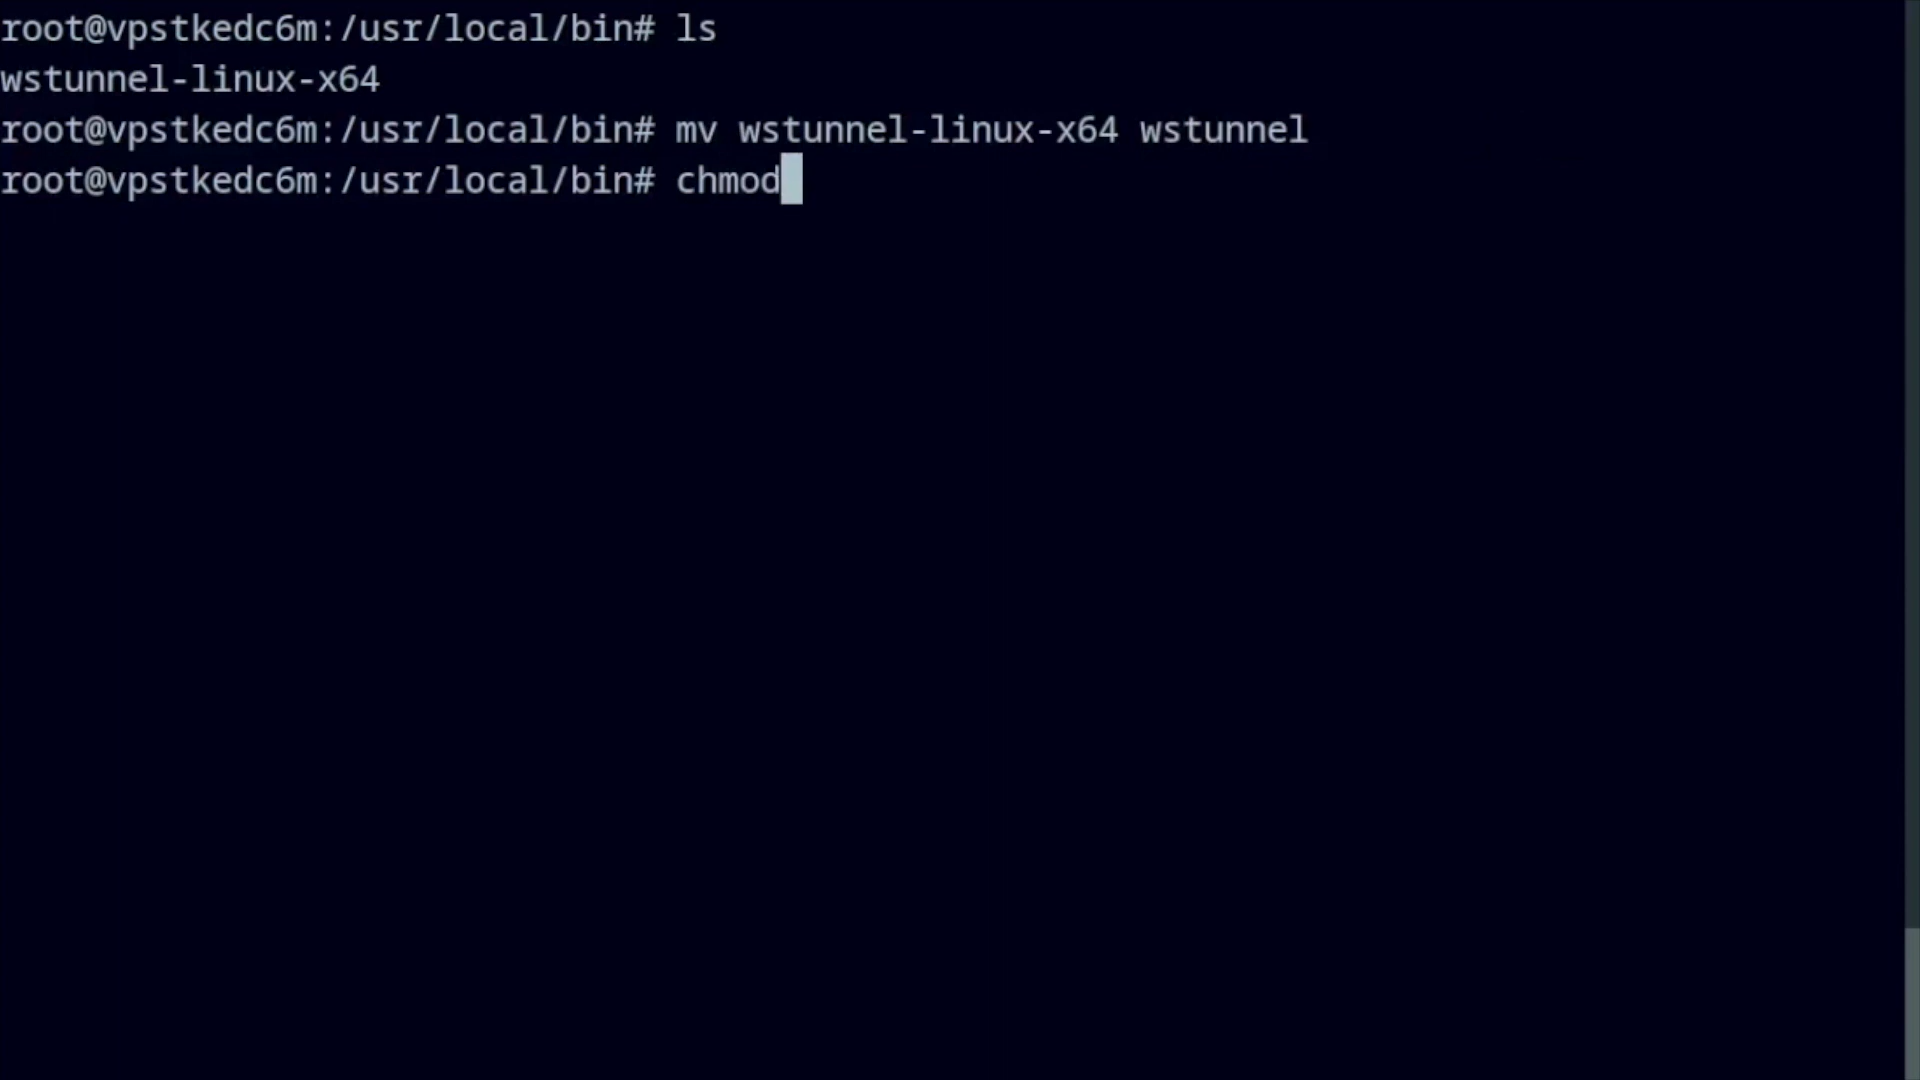 root@vpstkedc6m:/usr/local/bin# ls
wstunnel-linux-x64
root@vpstkedc6m:/usr/local/bin# mv wstunnel-linux-x64 wstunnel
root@vpstkedc6m:/usr/local/bin# chmod